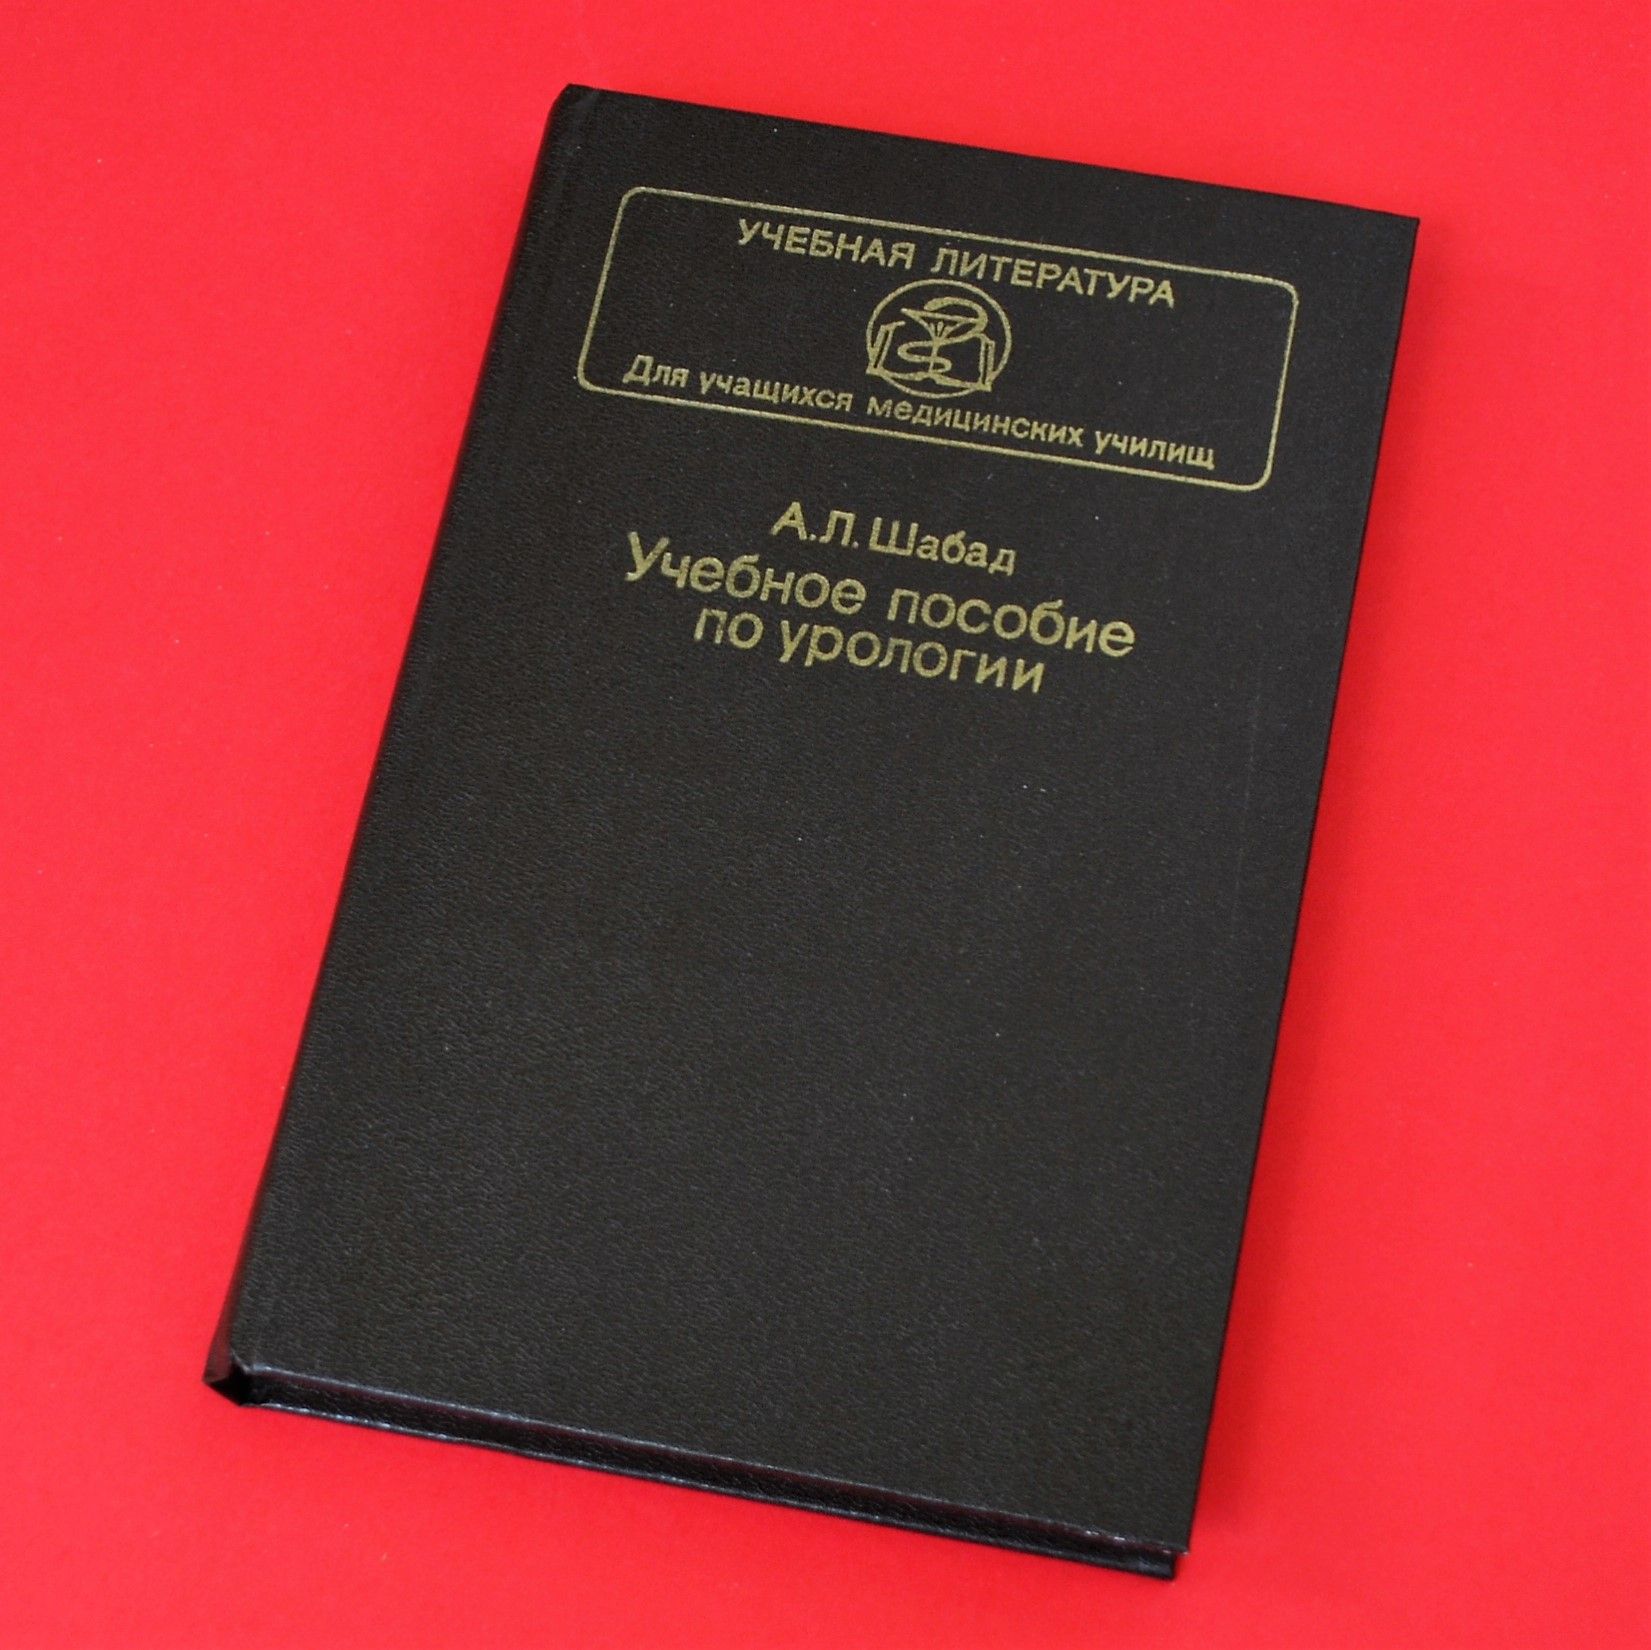 УЧЕБНАЯ ЛИТЕРАТУРА
Для учащихся медицинских училищ
А.Л. Шабад
Учебное пособие
по урологии